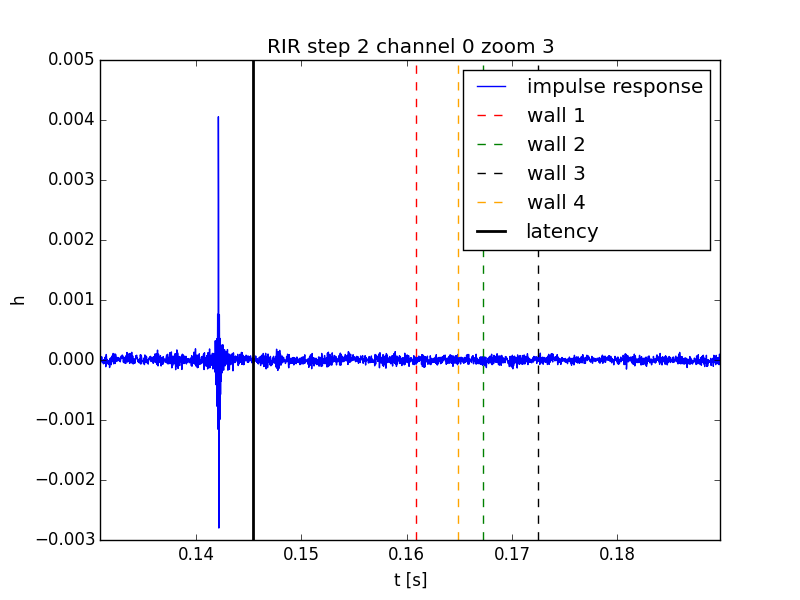 RIR step 2 channel 0 zoom 3
0.005
0.004
0.003
0.002
0.001
0.000
−0.001
−0.002
−0.003
h
impulse response
wall 1
wall 2
wall 3
wall 4
latency
0.14 0.15 0.16 0.17 0.18
t [s]